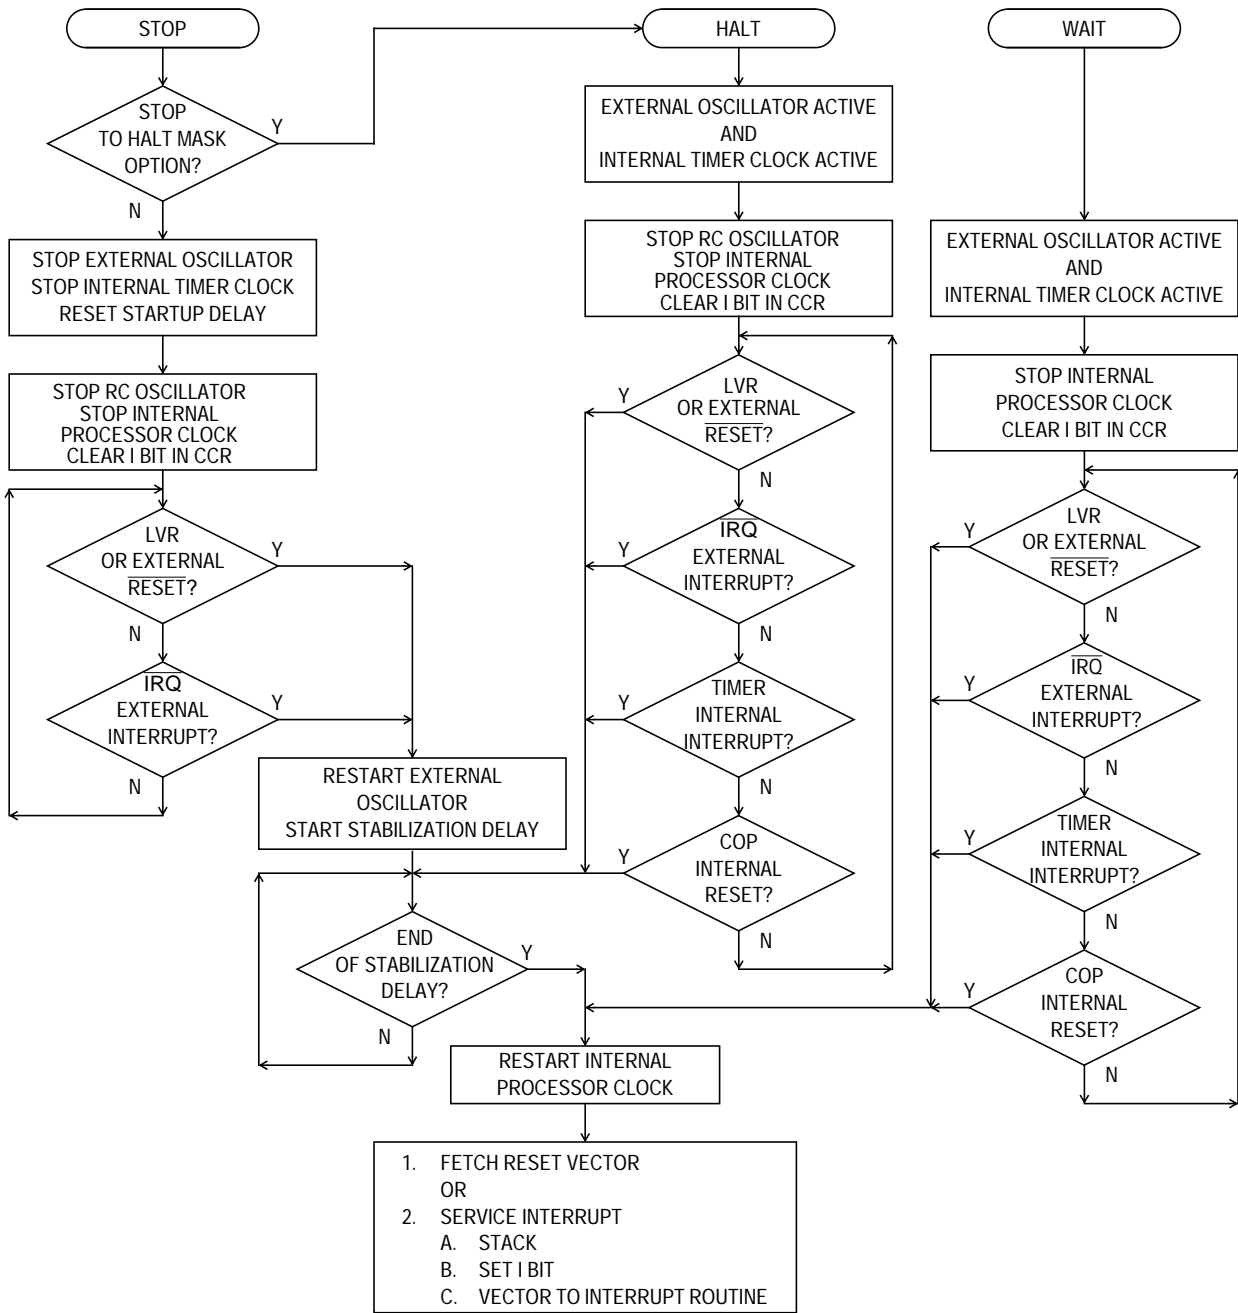 STOP
STOP
TO HALT MASK
OPTION?
Y
N
STOP EXTERNAL OSCILLATOR
STOP INTERNAL TIMER CLOCK
RESET STARTUP DELAY
STOP RC OSCILLATOR
STOP INTERNAL
PROCESSOR CLOCK
CLEAR I BIT IN CCR
LVR
OR EXTERNAL
RESET?
Y
N
IRQ
EXTERNAL
INTERRUPT?
Y
N
RESTART EXTERNAL
OSCILLATOR
START STABILIZATION DELAY
END
OF STABILIZATION
DELAY?
Y
N
HALT
EXTERNAL OSCILLATOR ACTIVE
AND
INTERNAL TIMER CLOCK ACTIVE
STOP RC OSCILLATOR
STOP INTERNAL
PROCESSOR CLOCK
CLEAR I BIT IN CCR
LVR
OR EXTERNAL
RESET?
Y
N
IRQ
EXTERNAL
INTERRUPT?
Y
N
TIMER
INTERNAL
INTERRUPT?
Y
N
COP
INTERNAL
RESET?
Y
N
WAIT
EXTERNAL OSCILLATOR ACTIVE
AND
INTERNAL TIMER CLOCK ACTIVE
STOP INTERNAL
PROCESSOR CLOCK
CLEAR I BIT IN CCR
LVR
OR EXTERNAL
RESET?
Y
N
IRQ
EXTERNAL
INTERRUPT?
Y
N
TIMER
INTERNAL
INTERRUPT?
Y
N
COP
INTERNAL
RESET?
Y
N
RESTART INTERNAL
PROCESSOR CLOCK
1. FETCH RESET VECTOR
OR
2. SERVICE INTERRUPT
A. STACK
B. SET I BIT
C. VECTOR TO INTERRUPT ROUTINE